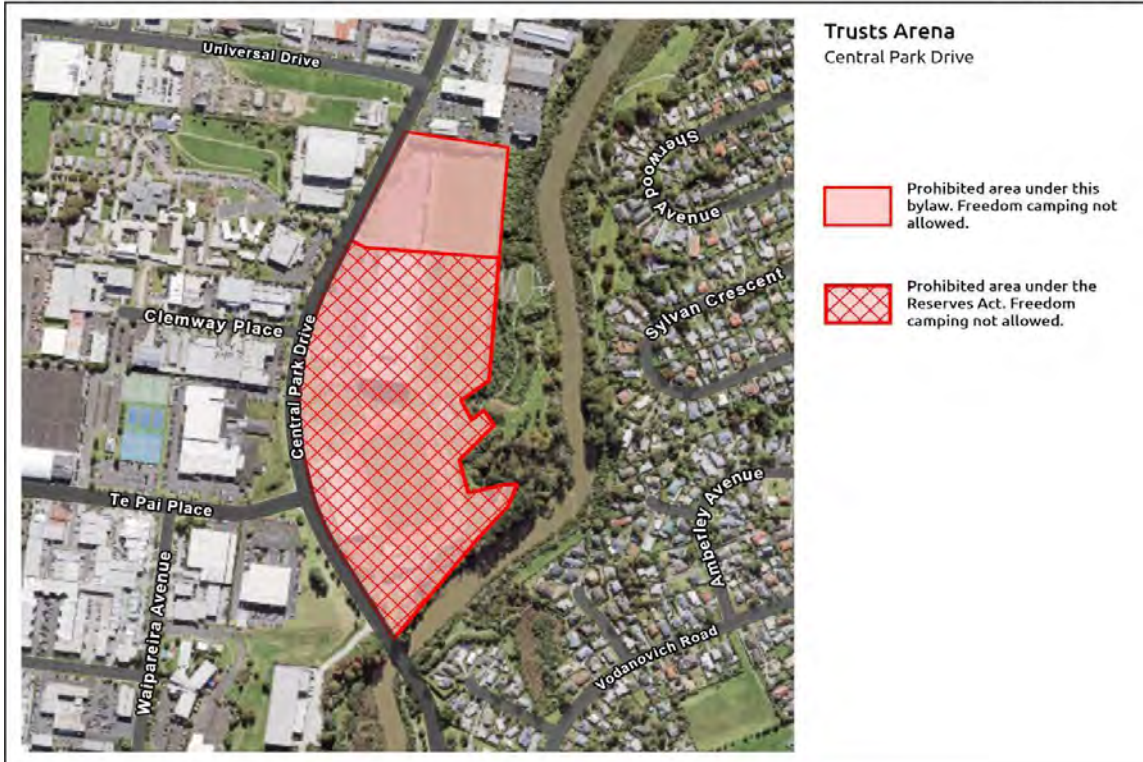 Trusts Arena
Central Park Drive
Prohibited area under this
bylaw. Freedom camping not
allowed.
Prohibited area under the
Reserves Act. Freedom
camping not allowed.
Universal Drive
Sherwood
Avenue
Sylvan Crescent
Clemway Place
Central Park Drive
Te Pai Place
Waipareira Avenue
Amberley Avenue
Vodanovich Road